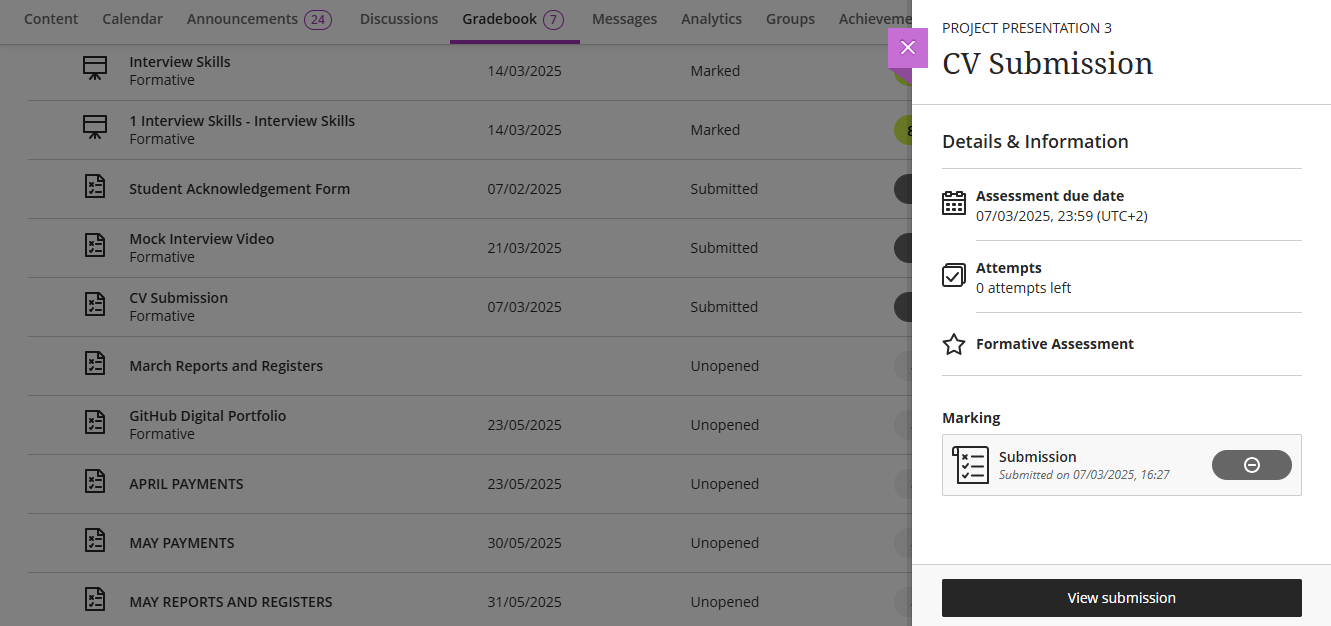 Content Calendar Announcements 24 Discussions Gradebook 7 Messages Analytics Groups
PROJECT PRESENTATION 3
CV Submission
Interview Skills
Formative
14/03/2025
Marked
1 Interview Skills - Interview Skills
Formative
14/03/2025
Marked
Student Acknowledgement Form
07/02/2025
Submitted
Mock Interview Video
Formative
21/03/2025
Submitted
CV Submission
Formative
07/03/2025
Submitted
March Reports and Registers
Unopened
GitHub Digital Portfolio
Formative
23/05/2025
Unopened
APRIL PAYMENTS
23/05/2025
Unopened
MAY PAYMENTS
30/05/2025
Unopened
MAY REPORTS AND REGISTERS
31/05/2025
Unopened
Details & Information
Assessment due date
07/03/2025, 23:59 (UTC+2)
Attempts
0 attempts left
Formative Assessment
Marking
Submission
Submitted on 07/03/2025, 16:27
View submission